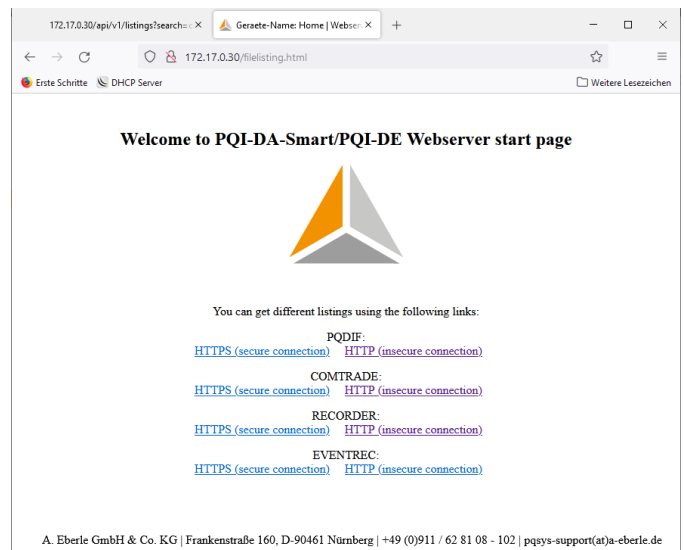 172.17.0.30/api/v1/listings?search=c
Geraete-Name: Home | Webserv
172.17.0.30/filelisting.html
Erste Schritte DHCP Server Weitere Lesezeichen
Welcome to PQI-DA-Smart/PQI-DE Webserver start page
You can get different listings using the following links:
PQDIF:
HTTPS (secure connection) HTTP (insecure connection)
COMTRADE:
HTTPS (secure connection) HTTP (insecure connection)
RECORDER:
HTTPS (secure connection) HTTP (insecure connection)
EVENTREC:
HTTPS (secure connection) HTTP (insecure connection)
A. Eberle GmbH & Co. KG | Frankenstraße 160, D-90461 Nürnberg | +49 (0)911 / 62 81 08 - 102 | pqsys-support(at)a-eberle.de